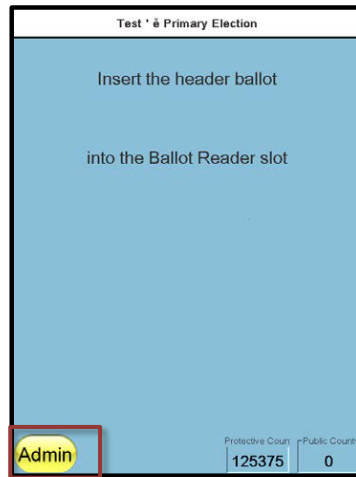 Test ' ě Primary Election
Insert the header ballot
into the Ballot Reader slot
Admin
Protective Coun
125375
Public Count
0